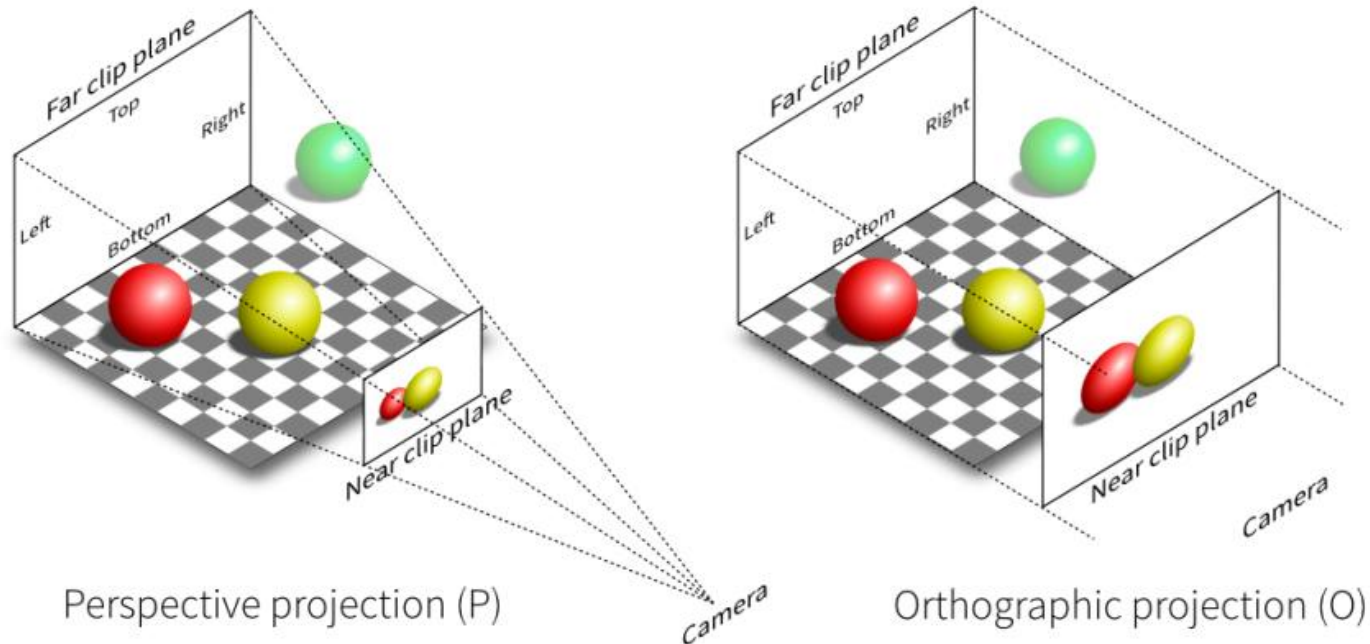 Far clip plane
Top
Right
Left
Bottom
Near clip plane
Camera
Perspective projection (P)
Far clip plane
Top
Right
Left
Bottom
Near clip plane
Camera
Orthographic projection (O)